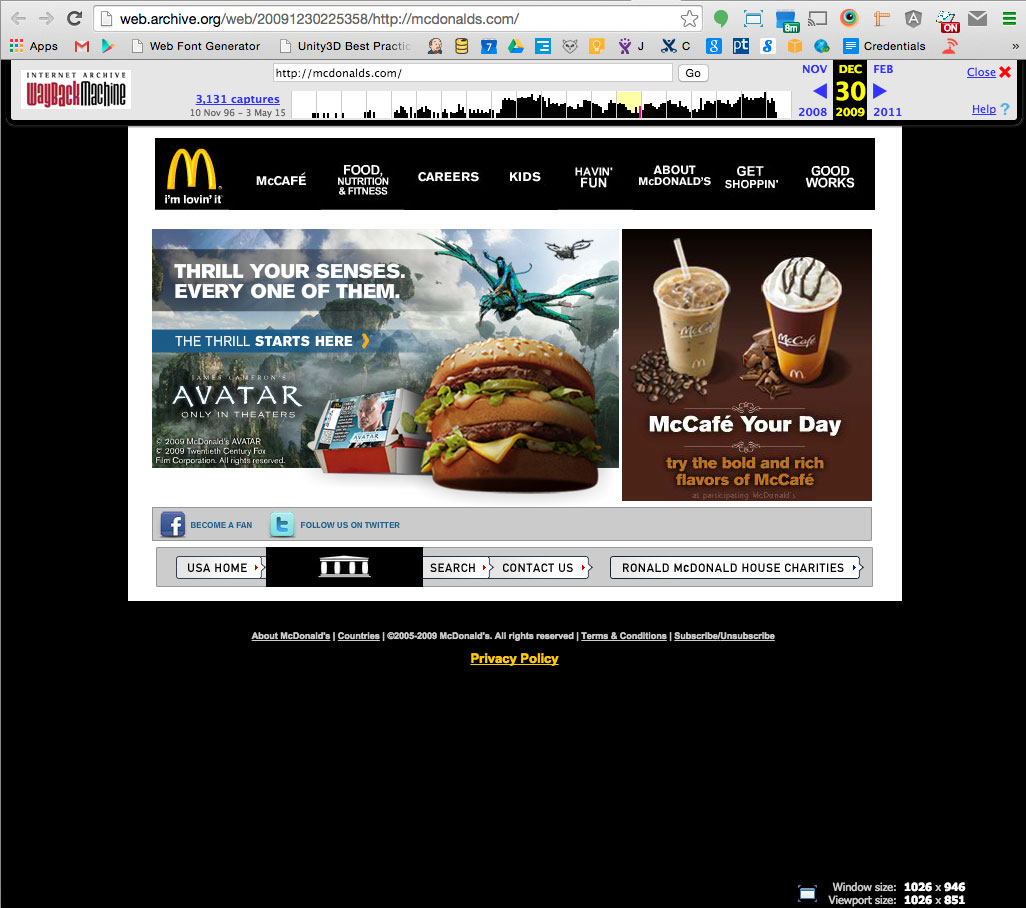 web.archive.org/web/20091230225358/http://mcdonalds.com/
8m
ON
Apps
Web Font Generator
Unity3D Best Practic
7
J
C
8
pt
Credentials
»
INTERNET ARCHIVE
WayBackMachine
http://mcdonalds.com/
Go
3,131 captures
10 Nov 96 – 3 May 15
NOV
DEC
FEB
30
2008
2009
2011
Close
Help ?
i'm lovin' it
McCAFÉ
FOOD,
NUTRITION
& FITNESS
CAREERS
KIDS
HAVIN'
FUN
ABOUT
McDONALD'S
GET
SHOPPIN'
GOOD
WORKS
THRILL YOUR SENSES.
EVERY ONE OF THEM.
THE THRILL STARTS HERE
JAMES CAMERON'S
AVATAR
ONLY IN THEATERS
© 2009 McDonald's AVATAR
© 2009 Twentieth Century Fox
Film Corporation. All rights reserved.
AVATAR
McCafé
McCafé
McCafé Your Day
try the bold and rich
flavors of McCafé
at participating McDonald's
BECOME A FAN
FOLLOW US ON TWITTER
USA HOME
SEARCH
CONTACT US
RONALD McDONALD HOUSE CHARITIES
About McDonald's | Countries | ©2005-2009 McDonald's. All rights reserved | Terms & Conditions | Subscribe/Unsubscribe
Privacy Policy
Window size: 1026 x 946
Viewport size: 1026 x 851